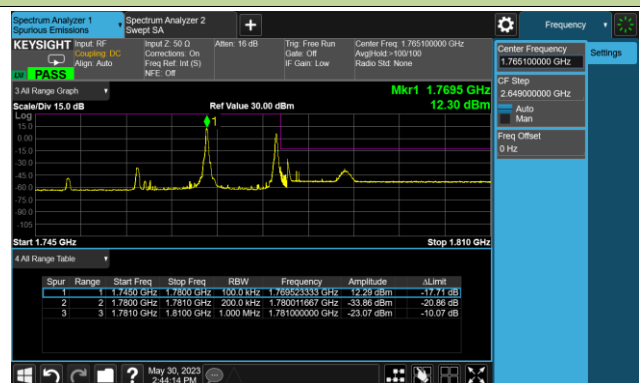 Spectrum Analyzer 1
Spurious Emissions
Spectrum Analyzer 2
Swept SA
Frequency
KEYSIGHT
Input: RF
Coupling: DC
Align: Auto
Input Z: 50 Ω
Corrections: On
Freq Ref: Int (S)
NFE: Off
Atten: 16 dB
Trig: Free Run
Gate: Off
IF Gain: Low
Center Freq: 1.765100000 GHz
Avg|Hold:>100/100
Radio Std: None
PASS
Center Frequency
1.765100000 GHz
Settings
CF Step
2.649000000 GHz
Auto
Man
Freq Offset
0 Hz
3 All Range Graph
Mkr1 1.7695 GHz
Scale/Div 15.0 dB
Ref Value 30.00 dBm
12.30 dBm
Log
15.0
0.00
-15.0
-30.0
-45.0
-60.0
-75.0
-90.0
-105
1
Start 1.745 GHz
Stop 1.810 GHz
4 All Range Table
Spur Range Start Freq Stop Freq RBW Frequency Amplitude ΔLimit
1 1 1.7450 GHz 1.7800 GHz 100.0 kHz 1.769523333 GHz 12.29 dBm -17.71 dB
2 2 1.7800 GHz 1.7810 GHz 200.0 kHz 1.780011667 GHz -33.86 dBm -20.86 dB
3 3 1.7810 GHz 1.8100 GHz 1.000 MHz 1.781000000 GHz -23.07 dBm -10.07 dB
May 30, 2023
2:44:14 PM